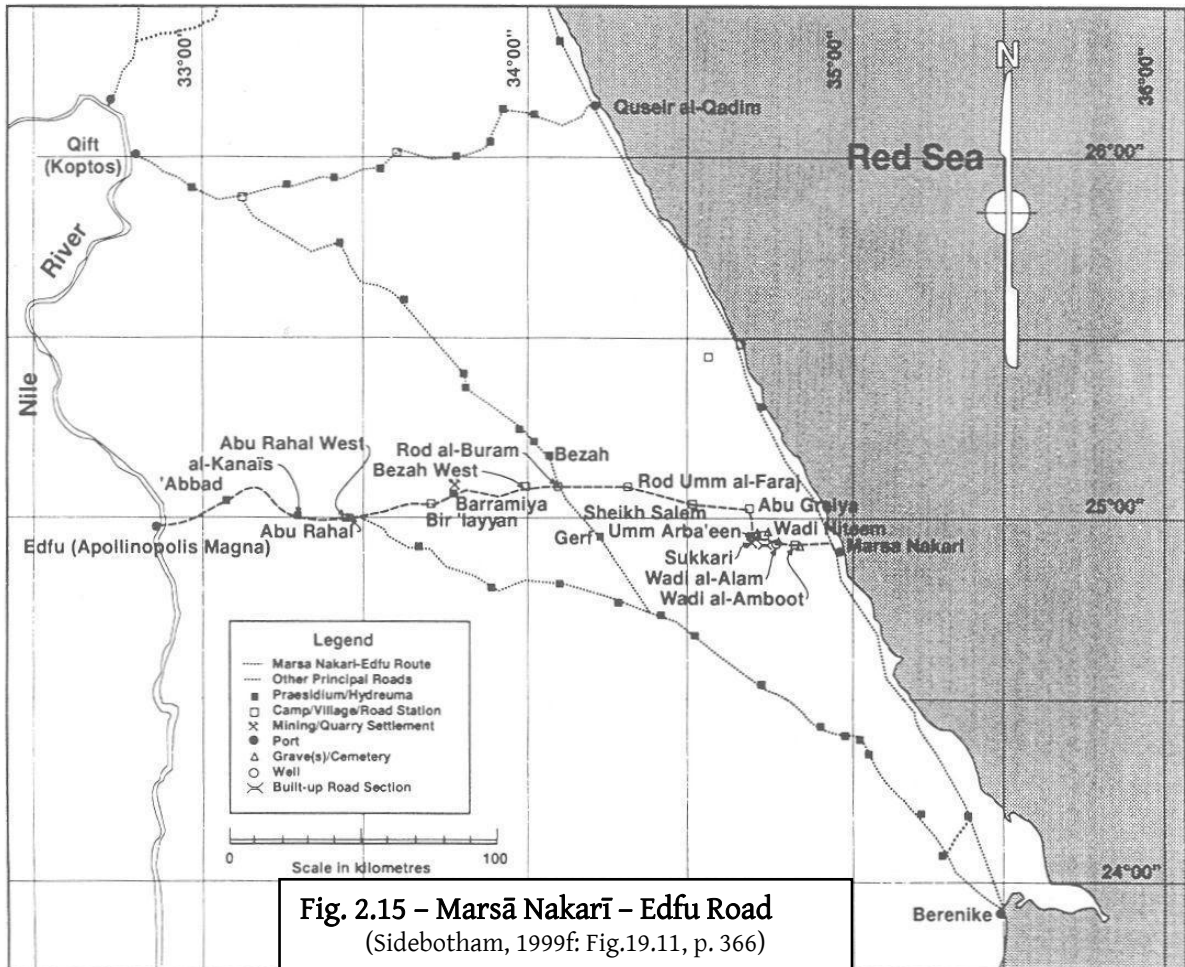 33°00"
34°00"
35°00"
36°00"
N
Quseir al-Qadim
Qift
(Koptos)
Red Sea
26°00"
River
Nile
Abu Rahal West
al-Kanaïs
'Abbad
Rod al-Buram
Bezah West
Bezah
Barramiya
Bir 'Iayyan
Abu Rahal
Edfu (Apollinopolis Magna)
Rod Umm al-Faraj
25°00"
Sheikh Salem
Abu Greiya
Gerf
Umm Arba'een
Wadi Hiteem
Marsa Nakari
Sukkari
Wadi al-Alam
Wadi al-Amboot
Legend
Marsa Nakari-Edfu Route
Other Principal Roads
Praesidium/Hydreuma
Camp/Village/Road Station
Mining/Quarry Settlement
Port
Grave(s)/Cemetery
Well
Built-up Road Section
0 100
Scale in kilometres
24°00"
Berenike
Fig. 2.15 – Marsā Nakarī – Edfu Road
(Sidebotham, 1999f: Fig.19.11, p. 366)